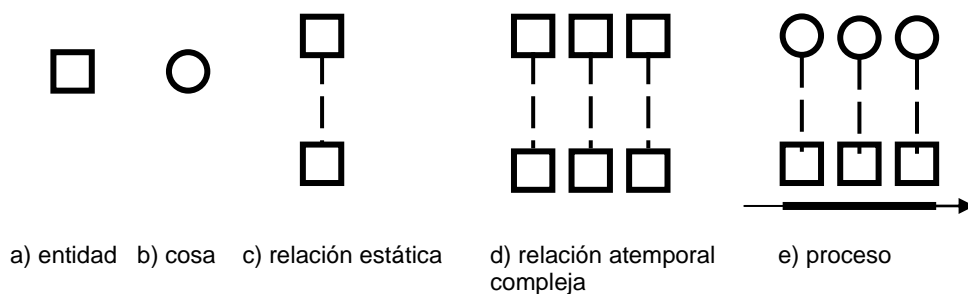 a) entidad b) cosa c) relación estática d) relación atemporal e) proceso
compleja